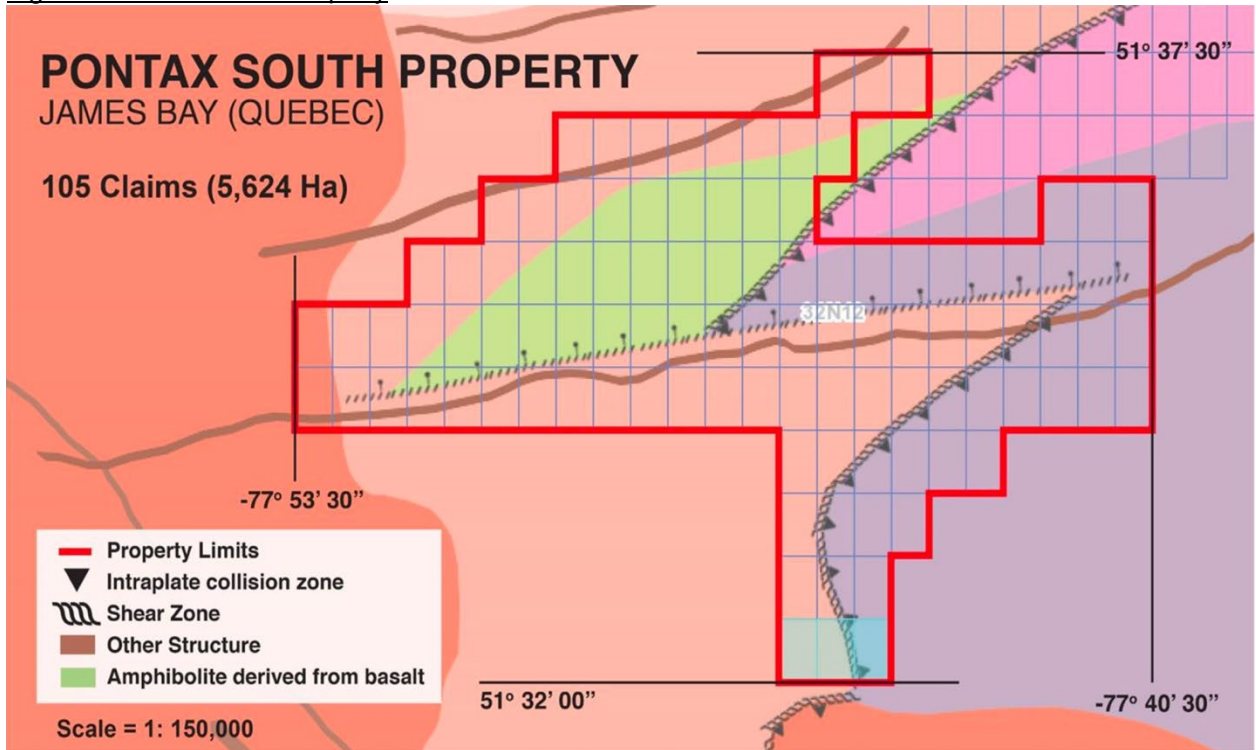 PONTAX SOUTH PROPERTY
JAMES BAY (QUEBEC)
105 Claims (5,624 Ha)
51° 37' 30”
32N12
-77° 53' 30”
Property Limits
Intraplate collision zone
Shear Zone
Other Structure
Amphibolite derived from basalt
Scale = 1: 150,000
51° 32' 00”
-77° 40' 30”